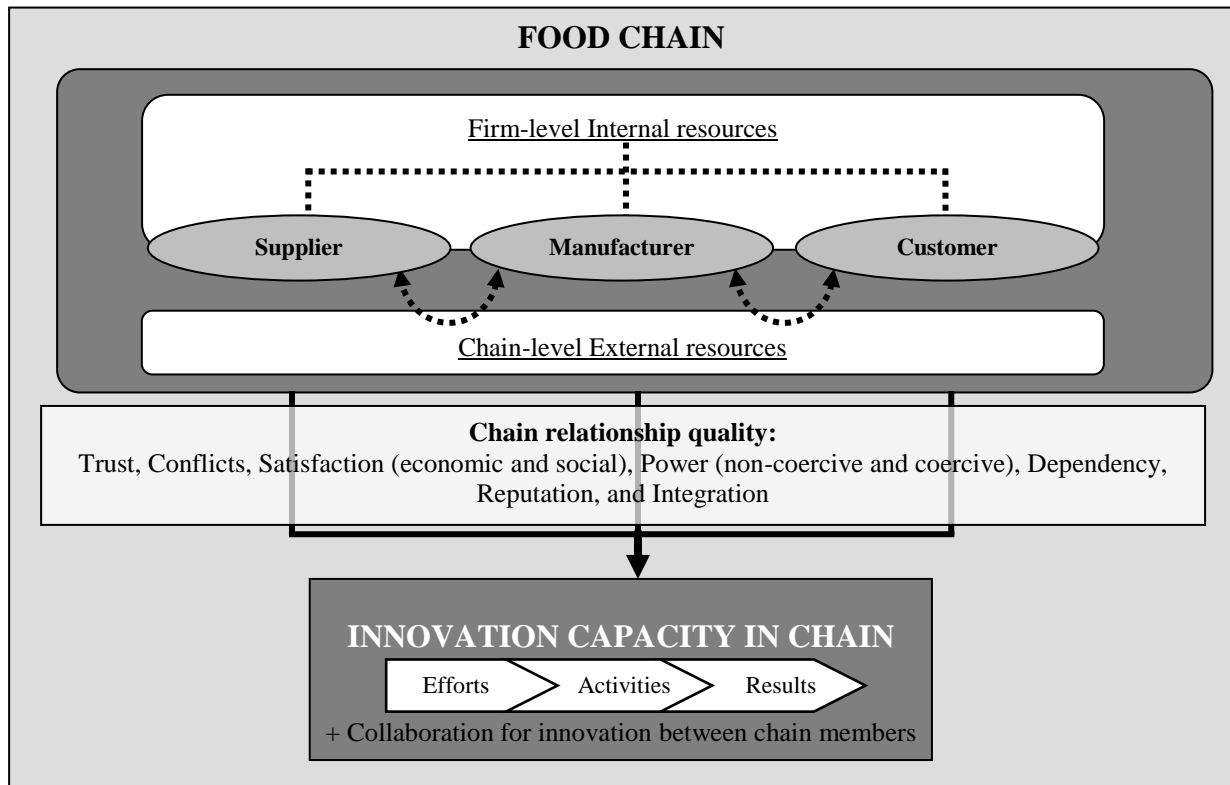 FOOD CHAIN
Firm-level Internal resources
Supplier
Manufacturer
Customer
Chain-level External resources
Chain relationship quality:
Trust, Conflicts, Satisfaction (economic and social), Power (non-coercive and coercive), Dependency,
Reputation, and Integration
INNOVATION CAPACITY IN CHAIN
Efforts
Activities
Results
+ Collaboration for innovation between chain members